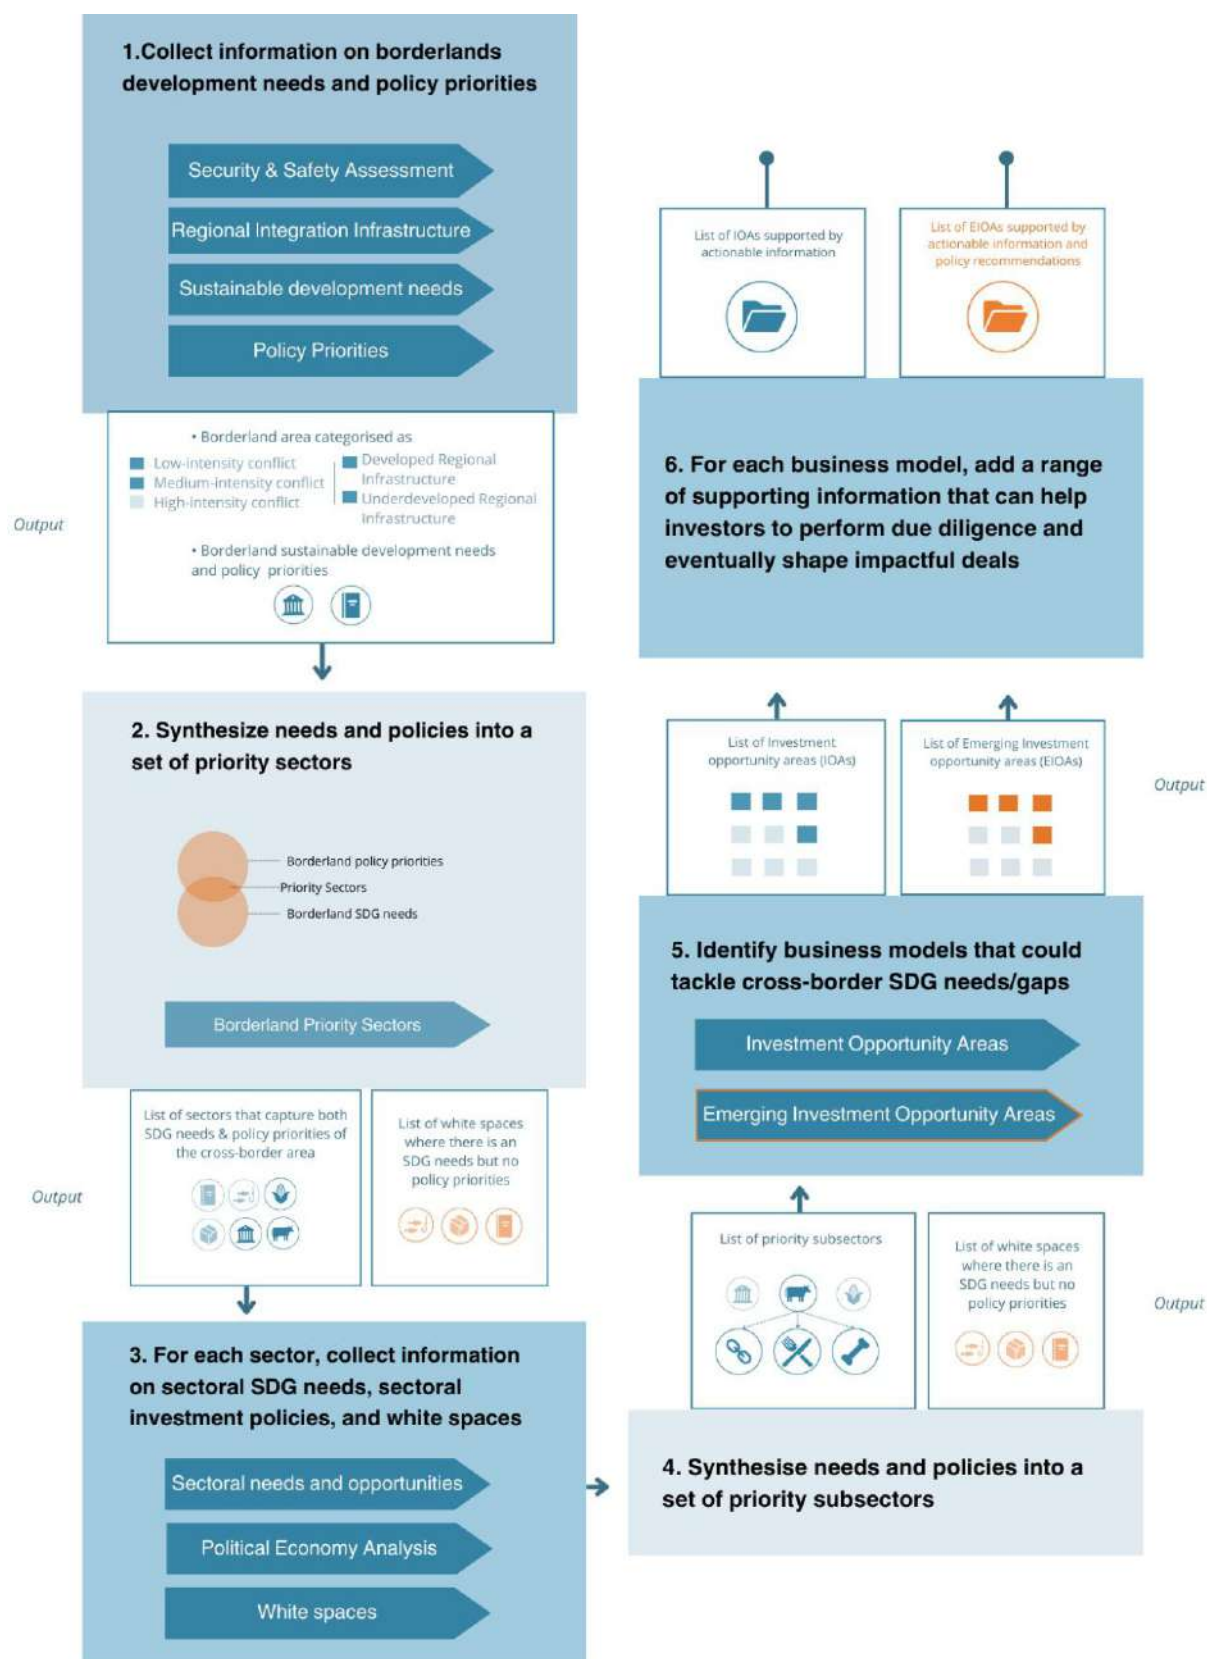 1.Collect information on borderlands
development needs and policy priorities
Security & Safety Assessment
Regional Integration Infrastructure
Sustainable development needs
Policy Priorities
• Borderland area categorised as
Low-intensity conflict
Medium-intensity conflict
High-intensity conflict
Developed Regional
Infrastructure
Underdeveloped Regional
Infrastructure
• Borderland sustainable development needs
and policy priorities
Output
2. Synthesize needs and policies into a
set of priority sectors
Borderland policy priorities
Priority Sectors
Borderland SDG needs
Borderland Priority Sectors
List of sectors that capture both
SDG needs & policy priorities of
the cross-border area
List of white spaces
where there is an
SDG needs but no
policy priorities
Output
3. For each sector, collect information
on sectoral SDG needs, sectoral
investment policies, and white spaces
Sectoral needs and opportunities
Political Economy Analysis
White spaces
4. Synthesise needs and policies into a
set of priority subsectors
List of priority subsectors
List of white spaces
where there is an
SDG needs but no
policy priorities
Output
5. Identify business models that could
tackle cross-border SDG needs/gaps
Investment Opportunity Areas
Emerging Investment Opportunity Areas
List of Investment
opportunity areas (IOAs)
List of Emerging Investment
opportunity areas (EIOAs)
Output
6. For each business model, add a range
of supporting information that can help
investors to perform due diligence and
eventually shape impactful deals
List of IOAs supported by
actionable information
List of EIOAs supported by
actionable information and
policy recommendations